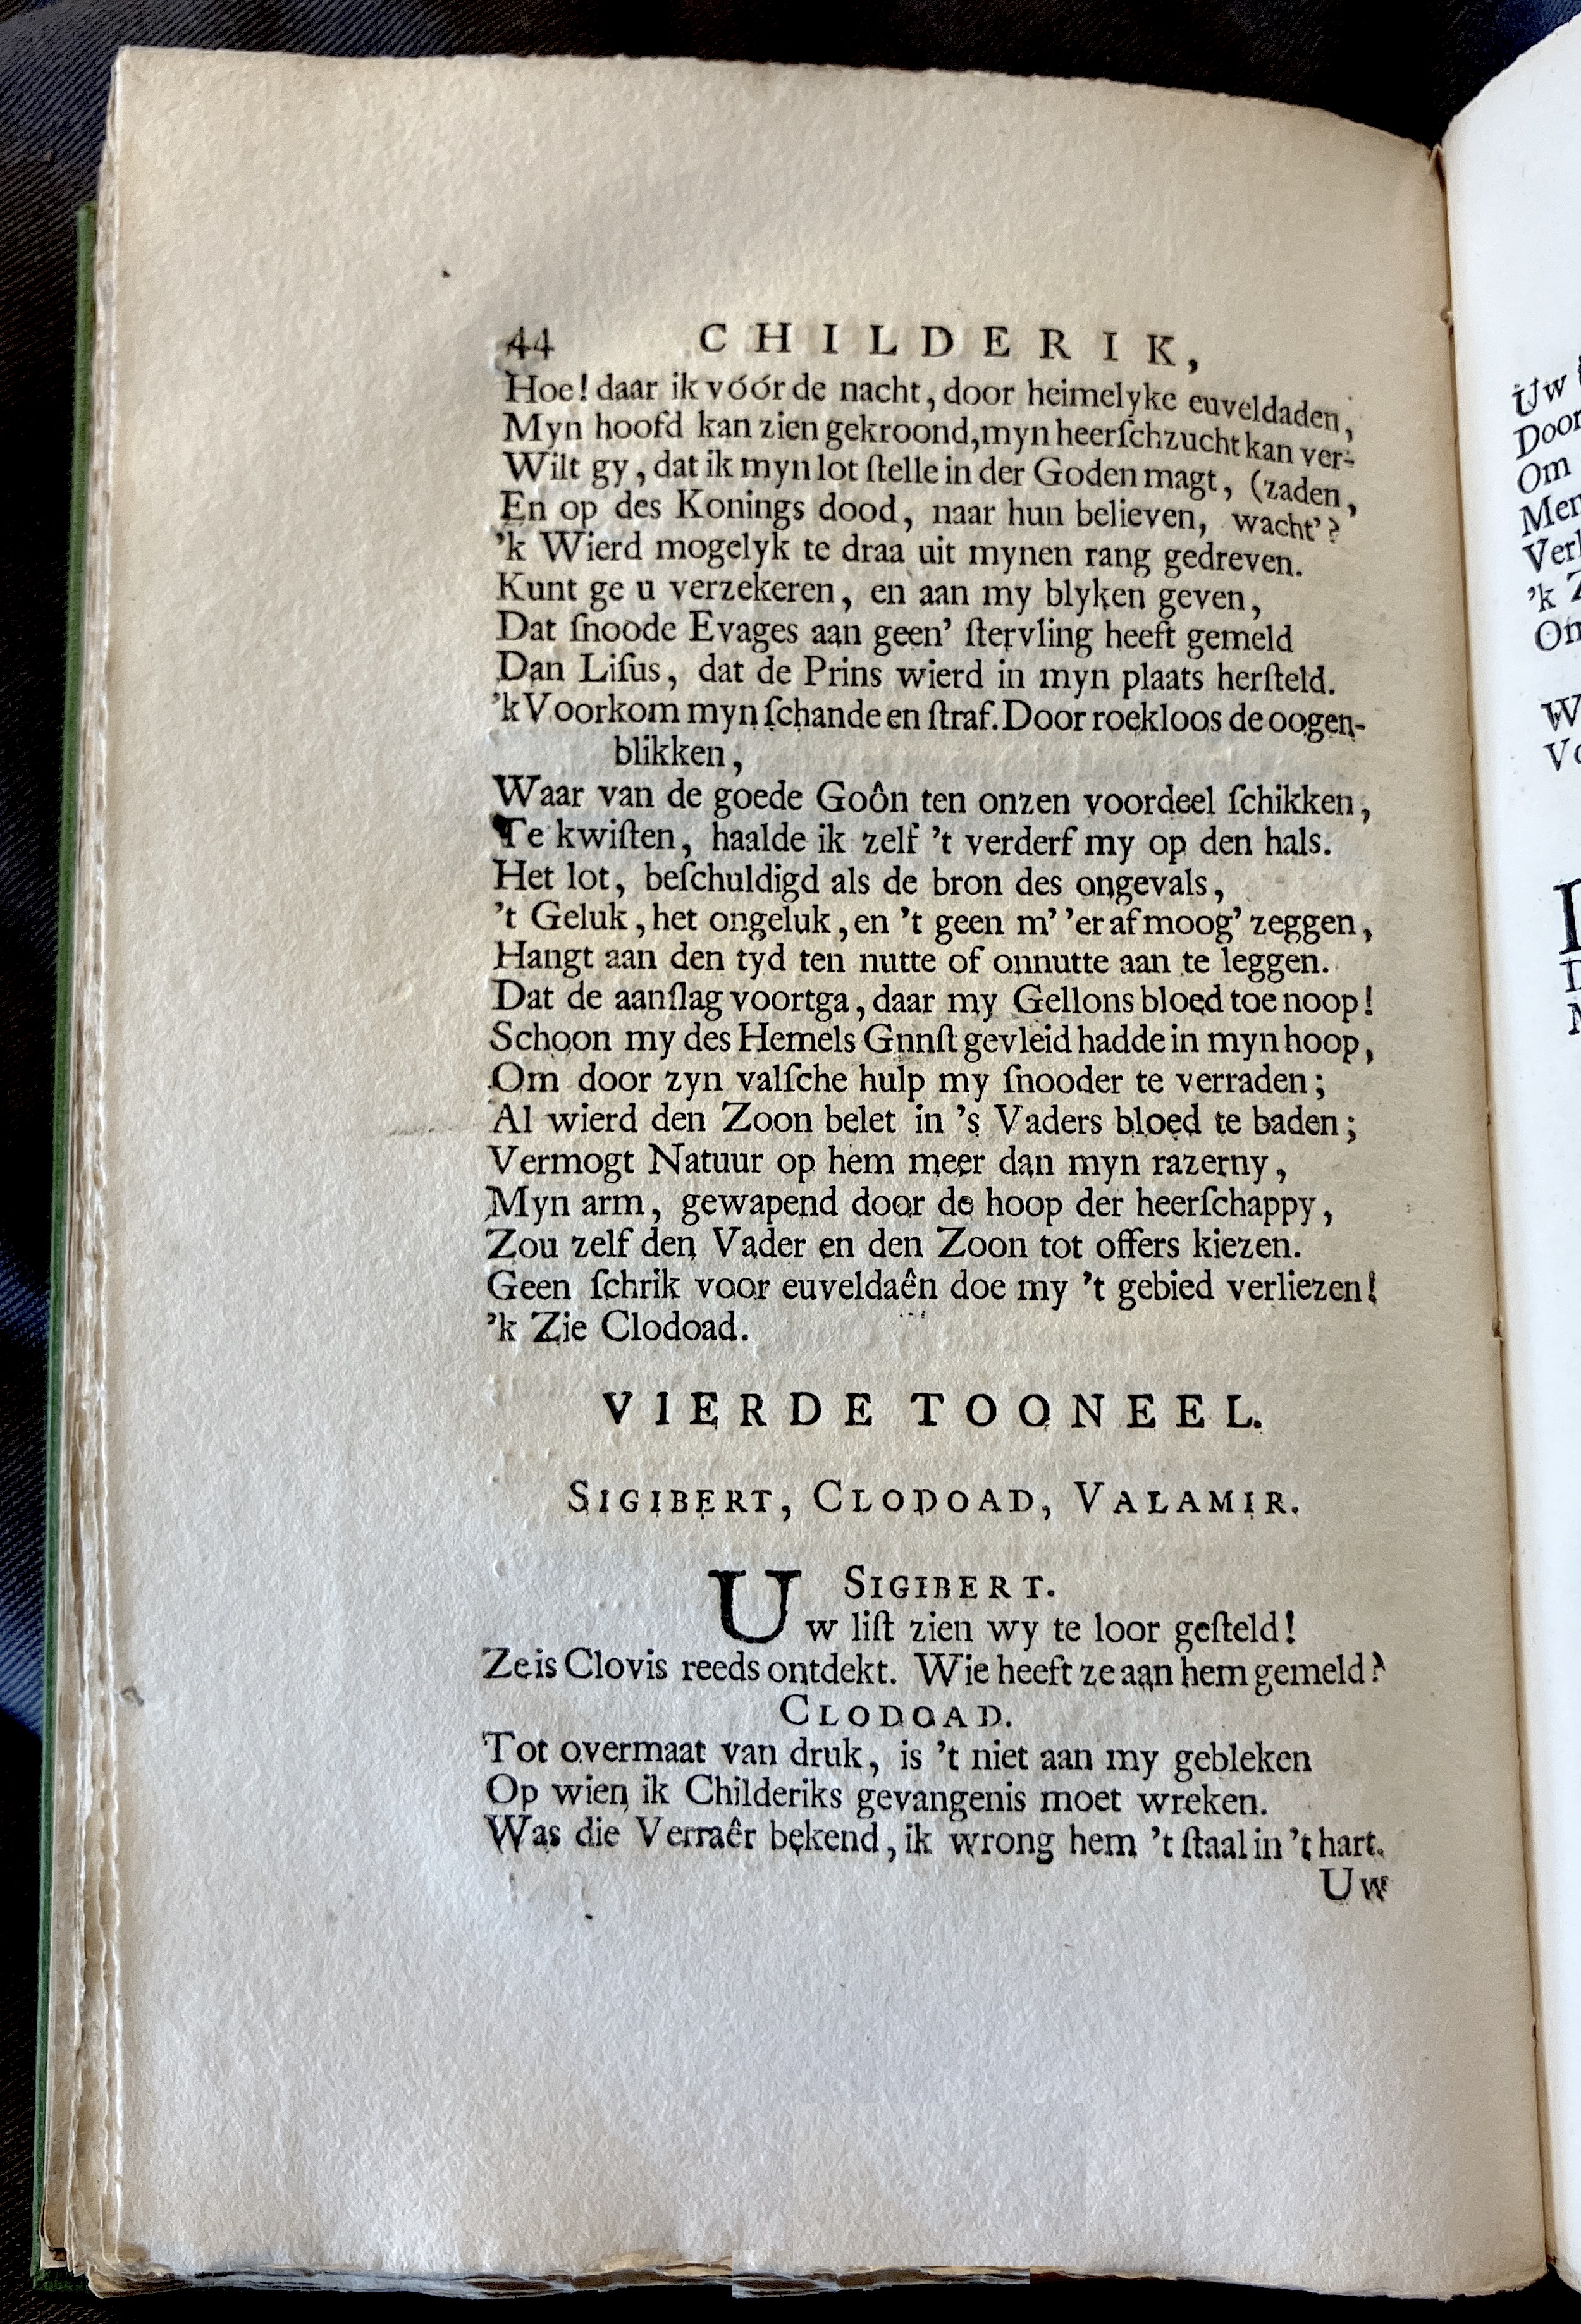 44 CHILDERIK,
Hoe! daar ik vóór de nacht, door heimelyke euveldaden,
Myn hoofd kan zien gekroond, myn heerſchzucht kan ver-
Wilt gy, dat ik myn lot ſtelle in der Goden magt, (zaden,
En op des Konings dood, naar hun believen, wacht'?
'k Wierd mogelyk te draa uit mynen rang gedreven.
Kunt ge u verzekeren, en aan my blyken geven,
Dat ſnoode Evages aan geen' ſtervling heeft gemeld
Dan Liſus, dat de Prins wierd in myn plaats herſteld.
'k Voorkom myn ſchande en ſtraf. Door roekloos de oogen-
blikken,
Waar van de goede Goôn ten onzen voordeel ſchikken,
Te kwiſten, haalde ik zelf 't verderf my op den hals.
Het lot, beſchuldigd als de bron des ongevals,
't Geluk, het ongeluk, en 't geen m' 'er af moog' zeggen,
Hangt aan den tyd ten nutte of onnutte aan te leggen.
Dat de aanſlag voortga, daar my Gellons bloed toe noop!
Schoon my des Hemels Gnnſt gevleid hadde in myn hoop,
Om door zyn valſche hulp my ſnooder te verraden;
Al wierd den Zoon belet in 's Vaders bloed te baden;
Vermogt Natuur op hem meer dan myn razerny,
Myn arm, gewapend door de hoop der heerſchappy,
Zou zelf den Vader en den Zoon tot offers kiezen.
Geen ſchrik voor euveldaên doe my 't gebied verliezen!
'k Zie Clodoad.
VIERDE TOONEEL.
SIGIBERT, CLODOAD, VALAMIR.
SIGIBERT.
Uw liſt zien wy te loor geſteld!
Ze is Clovis reeds ontdekt. Wie heeft ze aan hem gemeld?
CLODOAD.
Tot overmaat van druk, is 't niet aan my gebleken
Op wien ik Childeriks gevangenis moet wreken.
Was die Verraêr bekend, ik wrong hem 't ſtaal in 't hart.
Uw
Uw
Door
Om
Verl
'k Z